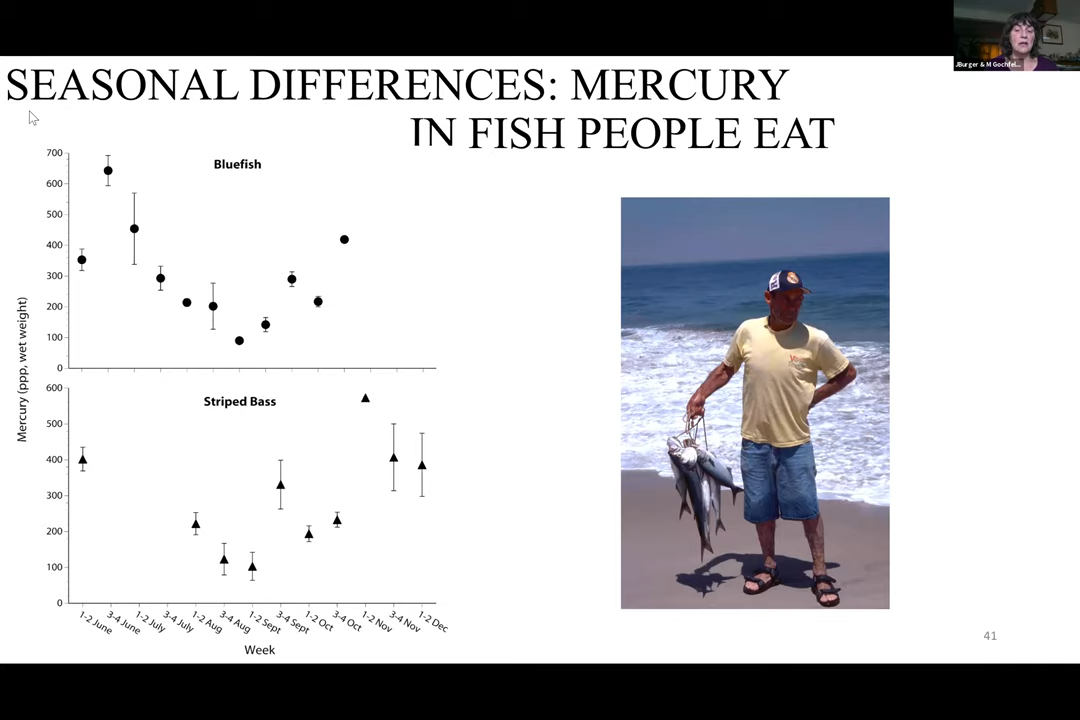 JBurger & M Gochfel...
SEASONAL DIFFERENCES: MERCURY
IN FISH PEOPLE EAT
Mercury (ppp, wet weight)
Bluefish
700
600
500
400
300
200
100
0
Striped Bass
600
500
400
300
200
100
0
1-2 June
3-4 June
1-2 July
3-4 July
1-2 Aug
3-4 Aug
1-2 Sept
3-4 Sept
1-2 Oct
3-4 Oct
1-2 Nov
3-4 Nov
1-2 Dec
Week
41